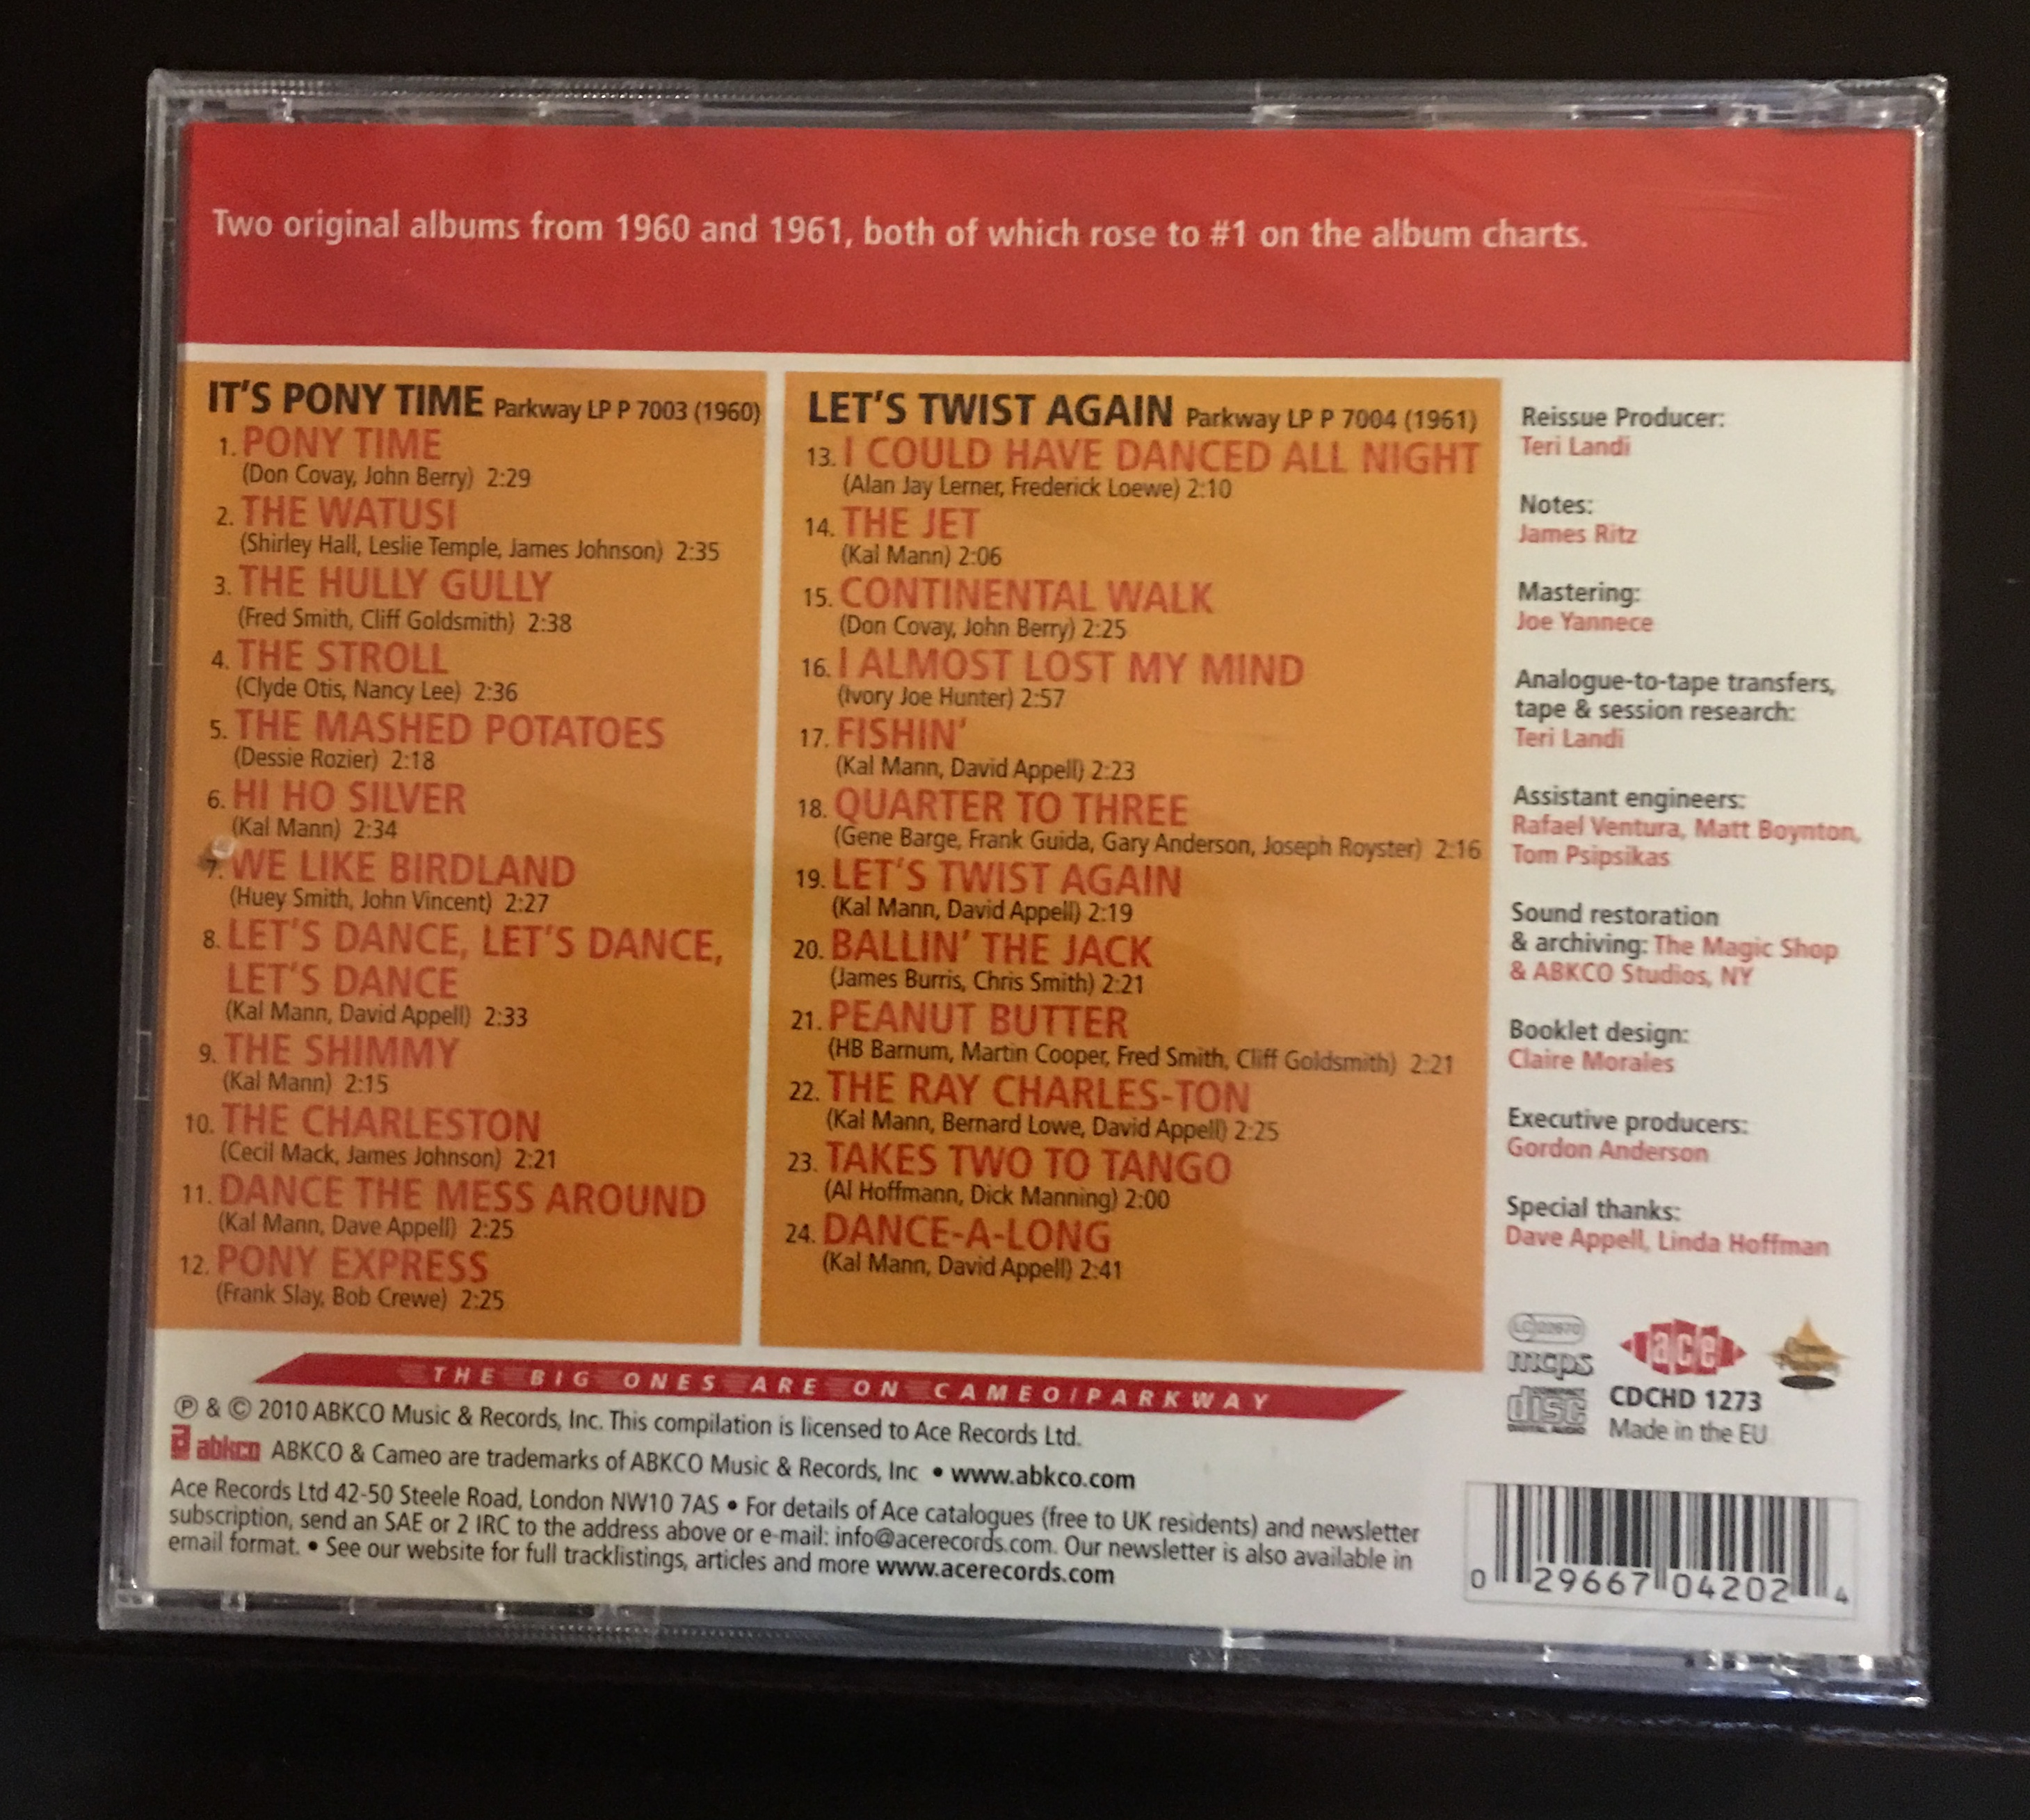 Two original albums from 1960 and 1961, both of which rose to #1 on the album charts.
IT'S PONY TIME Parkway LP P 7003 (1960)
1. PONY TIME
(Don Covay, John Berry) 2:29
2. THE WATUSI
(Shirley Hall, Leslie Temple, James Johnson) 2:35
3. THE HULLY GULLY
(Fred Smith, Cliff Goldsmith) 2:38
4. THE STROLL
(Clyde Otis, Nancy Lee) 2:36
5. THE MASHED POTATOES
(Dessie Rozier) 2:18
6. HI HO SILVER
(Kal Mann) 2:34
7. WE LIKE BIRDLAND
(Huey Smith, John Vincent) 2:27
8. LET'S DANCE, LET'S DANCE,
LET'S DANCE
(Kal Mann, David Appell) 2:33
9. THE SHIMMY
(Kal Mann) 2:15
10. THE CHARLESTON
(Cecil Mack, James Johnson) 2:21
11. DANCE THE MESS AROUND
(Kal Mann, Dave Appell) 2:25
12. PONY EXPRESS
(Frank Slay, Bob Crewe) 2:25
LET'S TWIST AGAIN Parkway LP P 7004 (1961)
13. I COULD HAVE DANCED ALL NIGHT
(Alan Jay Lerner, Frederick Loewe) 2:10
14. THE JET
(Kal Mann) 2:06
15. CONTINENTAL WALK
(Don Covay, John Berry) 2:25
16. I ALMOST LOST MY MIND
(Ivory Joe Hunter) 2:57
17. FISHIN'
(Kal Mann, David Appell) 2:23
18. QUARTER TO THREE
(Gene Barge, Frank Guida, Gary Anderson, Joseph Royster) 2:16
19. LET'S TWIST AGAIN
(Kal Mann, David Appell) 2:19
20. BALLIN' THE JACK
(James Burris, Chris Smith) 2:21
21. PEANUT BUTTER
(HB Barnum, Martin Cooper, Fred Smith, Cliff Goldsmith) 2:21
22. THE RAY CHARLES-TON
(Kal Mann, Bernard Lowe, David Appell) 2:25
23. TAKES TWO TO TANGO
(Al Hoffmann, Dick Manning) 2:00
24. DANCE-A-LONG
(Kal Mann, David Appell) 2:41
Reissue Producer:
Teri Landi
Notes:
James Ritz
Mastering:
Joe Yannece
Analogue-to-tape transfers,
tape & session research:
Teri Landi
Assistant engineers:
Rafael Ventura, Matt Boynton,
Tom Psipsikas
Sound restoration
& archiving: The Magic Shop
& ABKCO Studios, NY
Booklet design:
Claire Morales
Executive producers:
Gordon Anderson
Special thanks:
Dave Appell, Linda Hoffman
mcps
ace
COMPACT
disc
DIGITAL AUDIO
CDCHD 1273
Made in the EU
THE BIG ONES ARE ON CAMEO/PARKWAY
℗ & © 2010 ABKCO Music & Records, Inc. This compilation is licensed to Ace Records Ltd.
abkco ABKCO & Cameo are trademarks of ABKCO Music & Records, Inc • www.abkco.com
Ace Records Ltd 42-50 Steele Road, London NW10 7AS • For details of Ace catalogues (free to UK residents) and newsletter
subscription, send an SAE or 2 IRC to the address above or e-mail: info@acerecords.com. Our newsletter is also available in
email format. • See our website for full tracklistings, articles and more www.acerecords.com
0 29667 04202 4